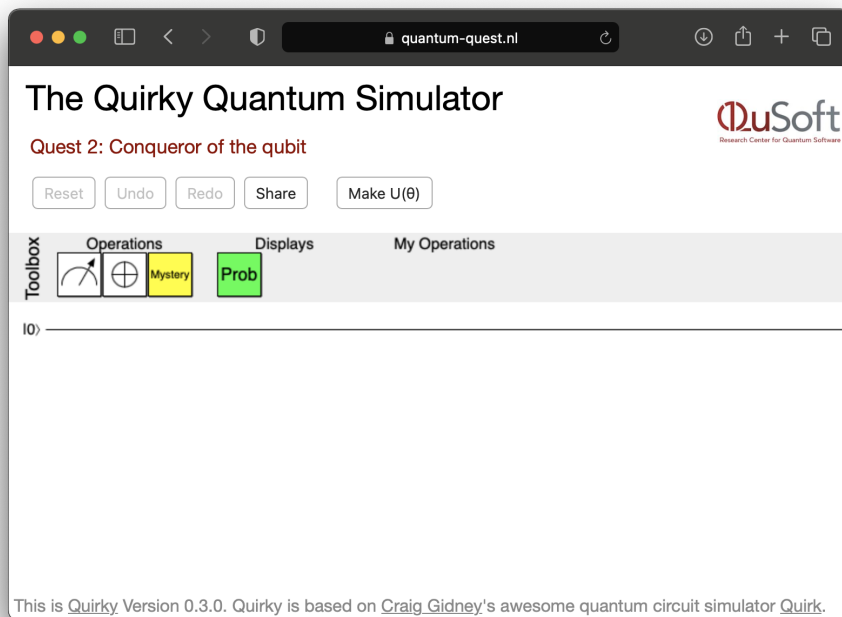 quantum-quest.nl
The Quirky Quantum Simulator
QuSoft
Research Center for Quantum Software
Quest 2: Conqueror of the qubit
Reset Undo Redo Share Make U(θ)
Toolbox
Operations Displays My Operations
Mystery Prob
|0⟩
This is Quirky Version 0.3.0. Quirky is based on Craig Gidney's awesome quantum circuit simulator Quirk.